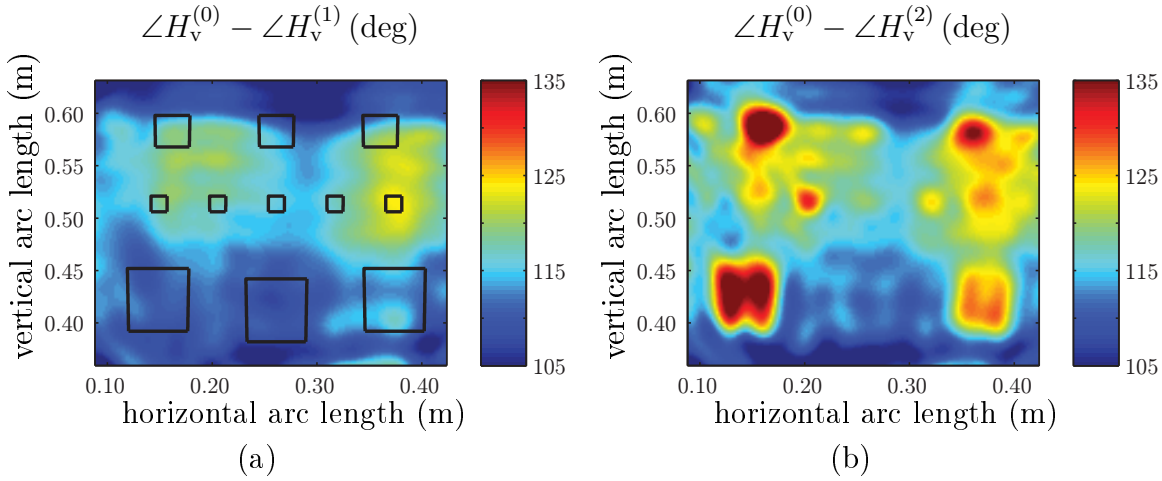 ∠H_v^(0) − ∠H_v^(1) (deg)
vertical arc length (m)
0.60
0.55
0.50
0.45
0.40
0.10 0.20 0.30 0.40
horizontal arc length (m)
135
125
115
105
(a)
∠H_v^(0) − ∠H_v^(2) (deg)
vertical arc length (m)
0.60
0.55
0.50
0.45
0.40
0.10 0.20 0.30 0.40
horizontal arc length (m)
135
125
115
105
(b)